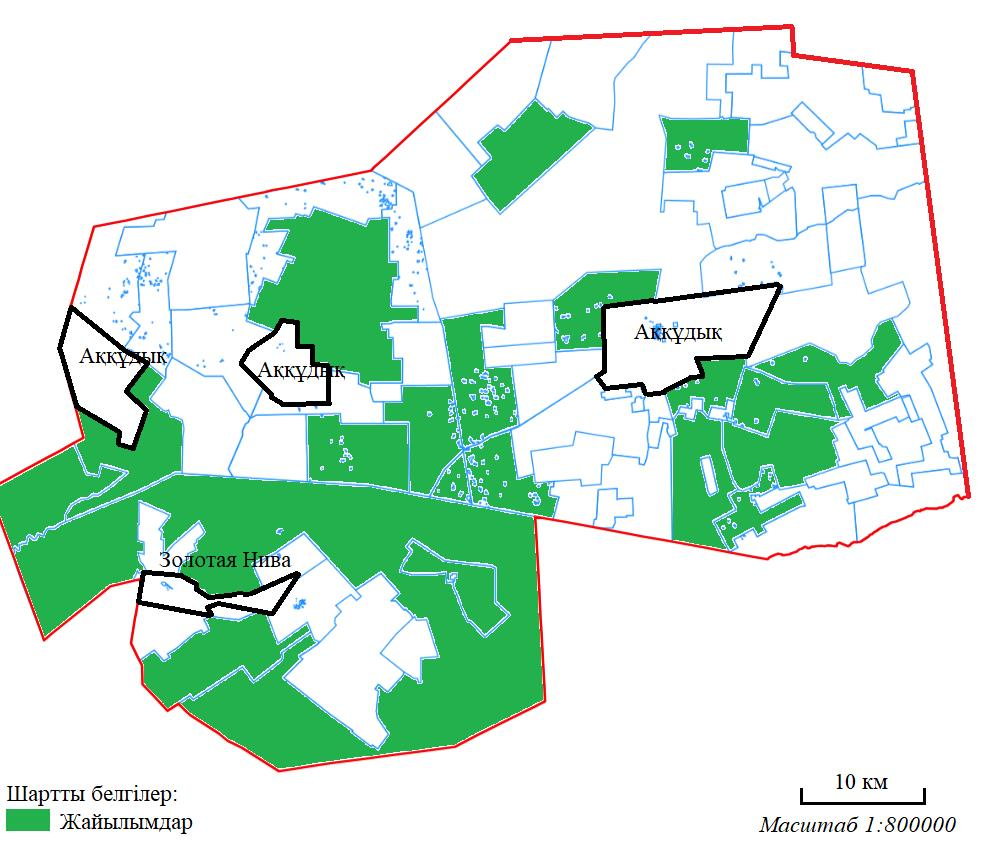 Аққұдық
Аққұдық
Аққұдық
Золотая Нива
10 км
Шартты белгілер:
Жайылымдар
Масштаб 1:800000